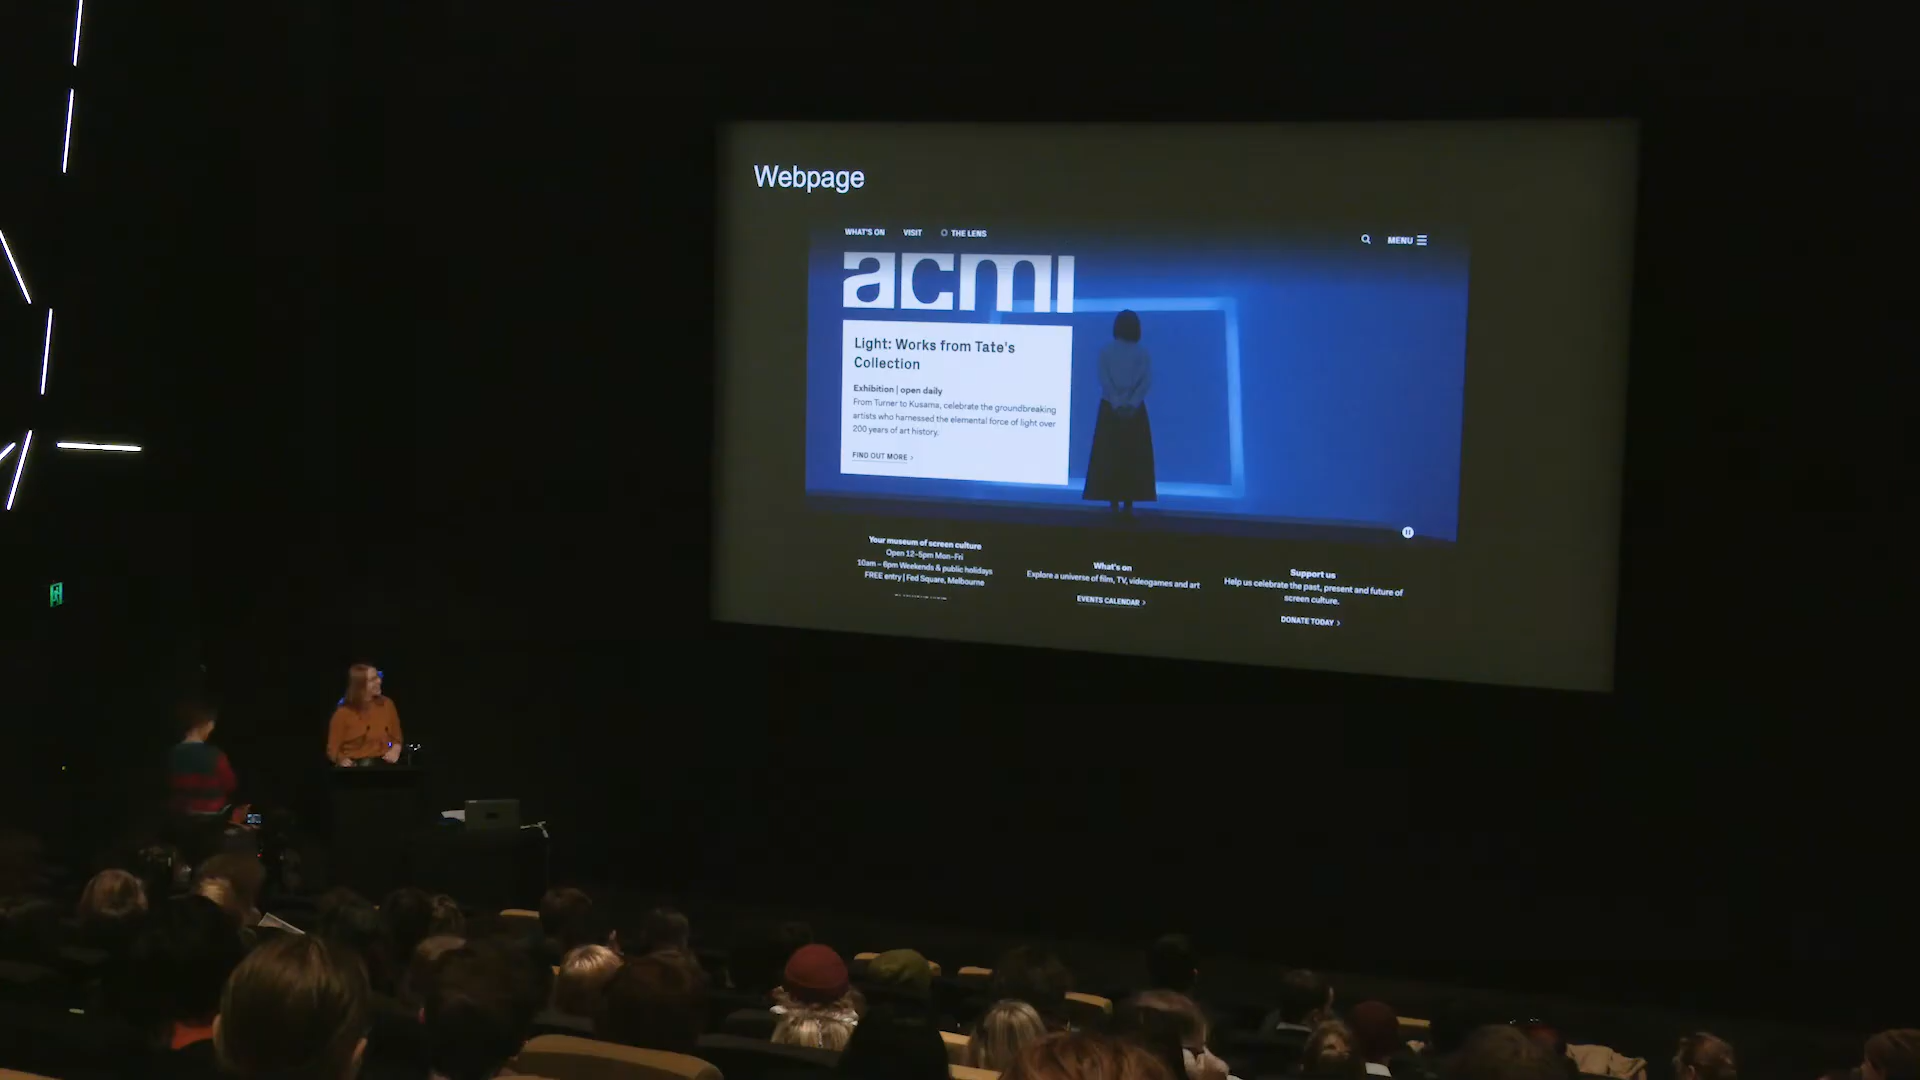 Webpage
WHAT'S ON VISIT THE LENS
MENU
acmi
Light: Works from Tate's
Collection
Exhibition | open daily
From Turner to Kusama, celebrate the groundbreaking
artists who harnessed the elemental force of light over
200 years of art history.
FIND OUT MORE >
Your museum of screen culture
Open 12-5pm Mon-Fri
10am – 6pm Weekends & public holidays
FREE entry | Fed Square, Melbourne
What's on
Explore a universe of film, TV, videogames and art
EVENTS CALENDAR >
Support us
Help us celebrate the past, present and future of
screen culture.
DONATE TODAY >